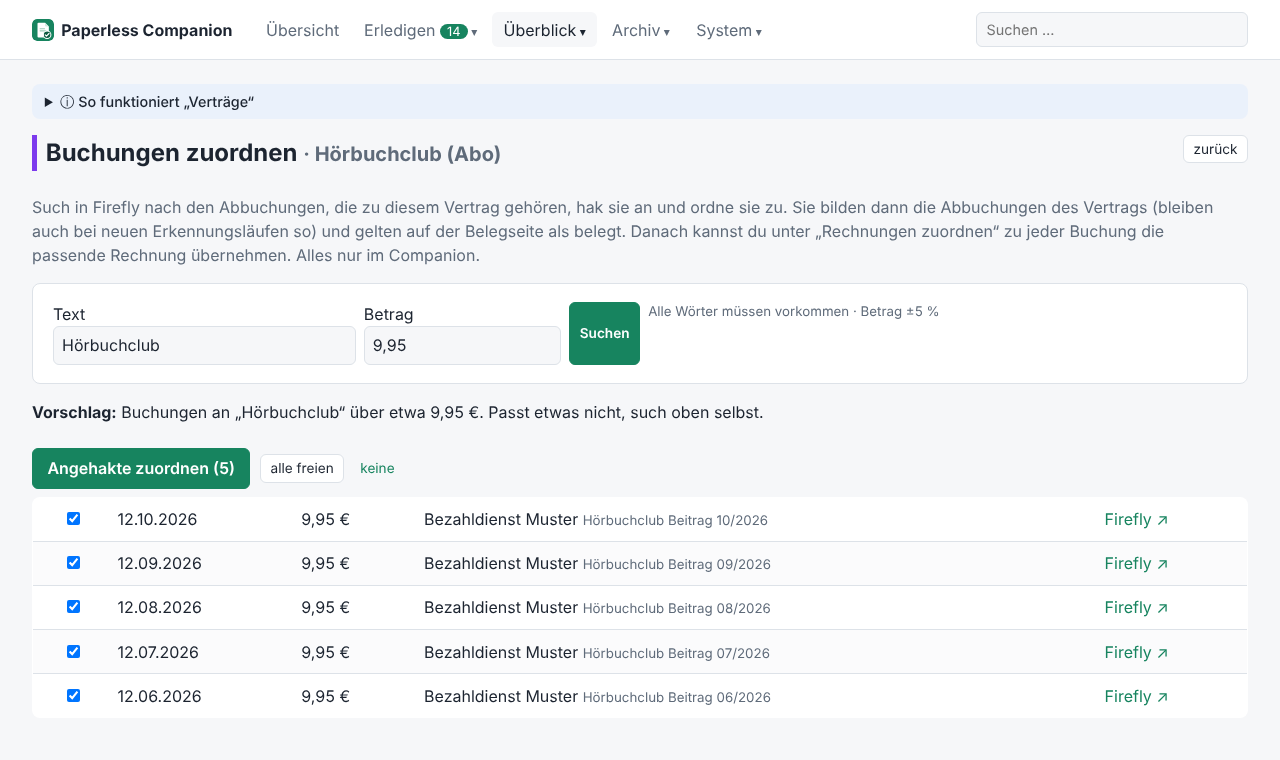 Paperless Companion Übersicht Erledigen 14 ▾ Überblick ▾ Archiv ▾ System ▾ Suchen ...
▶ ⓘ So funktioniert „Verträge“
Buchungen zuordnen · Hörbuchclub (Abo) zurück
Such in Firefly nach den Abbuchungen, die zu diesem Vertrag gehören, hak sie an und ordne sie zu. Sie bilden dann die Abbuchungen des Vertrags (bleiben
auch bei neuen Erkennungsläufen so) und gelten auf der Belegseite als belegt. Danach kannst du unter „Rechnungen zuordnen“ zu jeder Buchung die
passende Rechnung übernehmen. Alles nur im Companion.
Text Betrag Alle Wörter müssen vorkommen · Betrag ±5 %
Hörbuchclub 9,95 Suchen
Vorschlag: Buchungen an „Hörbuchclub“ über etwa 9,95 €. Passt etwas nicht, such oben selbst.
Angehakte zuordnen (5) alle freien keine
12.10.2026 9,95 € Bezahldienst Muster Hörbuchclub Beitrag 10/2026 Firefly ↗
12.09.2026 9,95 € Bezahldienst Muster Hörbuchclub Beitrag 09/2026 Firefly ↗
12.08.2026 9,95 € Bezahldienst Muster Hörbuchclub Beitrag 08/2026 Firefly ↗
12.07.2026 9,95 € Bezahldienst Muster Hörbuchclub Beitrag 07/2026 Firefly ↗
12.06.2026 9,95 € Bezahldienst Muster Hörbuchclub Beitrag 06/2026 Firefly ↗